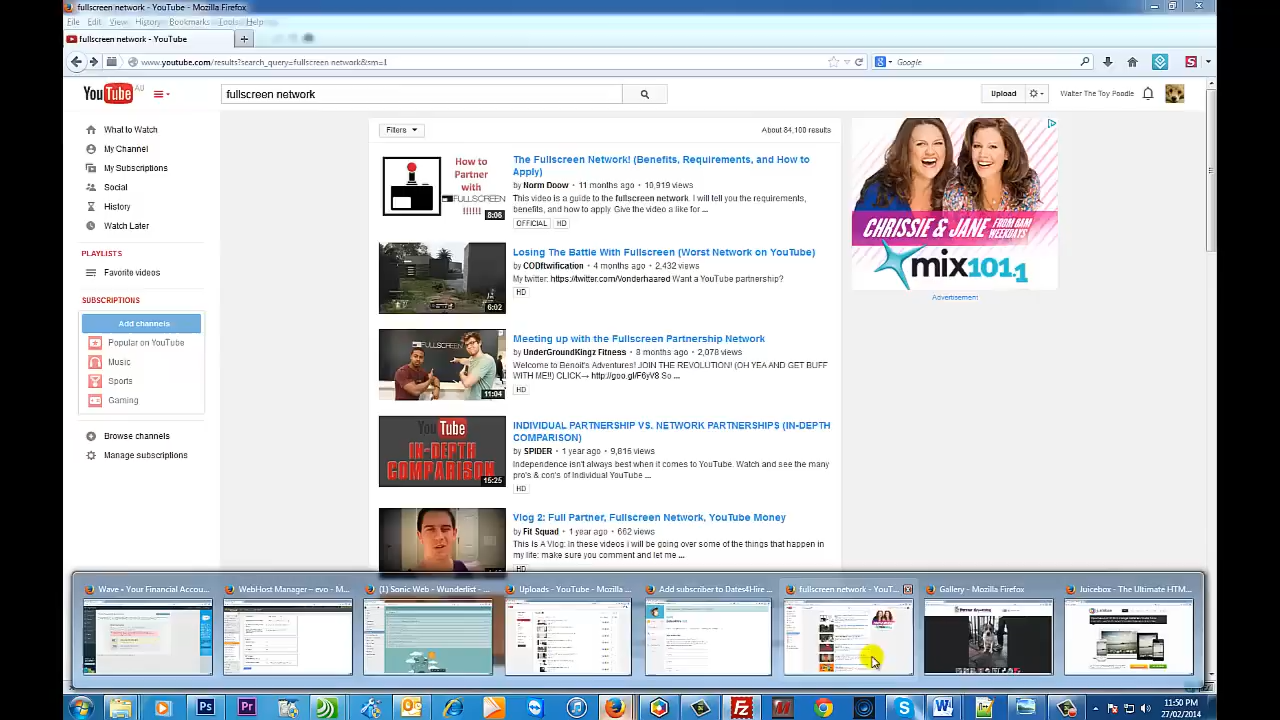 fullscreen network - YouTube - Mozilla Firefox
File Edit View History Bookmarks Tools Help
fullscreen network - YouTube
www.youtube.com/results?search_query=fullscreen network&sm=1
Google
YouTube AU
fullscreen network
Upload
Walter The Toy Poodle
What to Watch
My Channel
My Subscriptions
Social
History
Watch Later
PLAYLISTS
Favorite videos
SUBSCRIPTIONS
Add channels
Popular on YouTube
Music
Sports
Gaming
Browse channels
Manage subscriptions
Filters
About 84,100 results
How to
Partner
with
FULLSCREEN
!!!!!!
8:06
The Fullscreen Network! (Benefits, Requirements, and How to
Apply)
by Norm Doow • 11 months ago • 10,919 views
This video is a guide to the fullscreen network. I will tell you the requirements,
benefits, and how to apply. Give the video a like for ...
OFFICIAL HD
6:02
Losing The Battle With Fullscreen (Worst Network on YouTube)
by CODftwification • 4 months ago • 2,432 views
My twitter: https://twitter.com/Vonderhaared Want a YouTube partnership?
HD
FULLSCREEN
11:04
Meeting up with the Fullscreen Partnership Network
by UnderGroundKingz Fitness • 8 months ago • 2,078 views
Welcome to Benoit's Adventures! JOIN THE REVOLUTION! (OH YEA AND GET BUFF
WITH ME!!) CLICK→ http://goo.gl/F6yV8 So ...
HD
YouTube
IN-DEPTH
COMPARISON
15:25
INDIVIDUAL PARTNERSHIP VS. NETWORK PARTNERSHIPS (IN-DEPTH
COMPARISON)
by SPIDER • 1 year ago • 9,816 views
Independence isn't always best when it comes to YouTube. Watch and see the many
pro's & con's of Individual YouTube ...
HD
Vlog 2: Full Partner, Fullscreen Network, YouTube Money
by Fit Squad • 1 year ago • 662 views
This Is A Vlog: In these videos i will be going over some of the things that happen in
my life: make sure you comment and let me ...
HD
CHRISSIE & JANE FROM 6AM
WEEKDAYS
mix101.1
Advertisement
Wave - Your Financial Accou...
WebHost Manager – evo - M...
(1) Sonic Web - Wunderlist - ...
Uploads - YouTube - Mozilla ...
Add subscriber to Dates4Hire ...
fullscreen network - YouT...
Gallery - Mozilla Firefox
Juicebox - The Ultimate HTM...
11:50 PM
27/02/2014